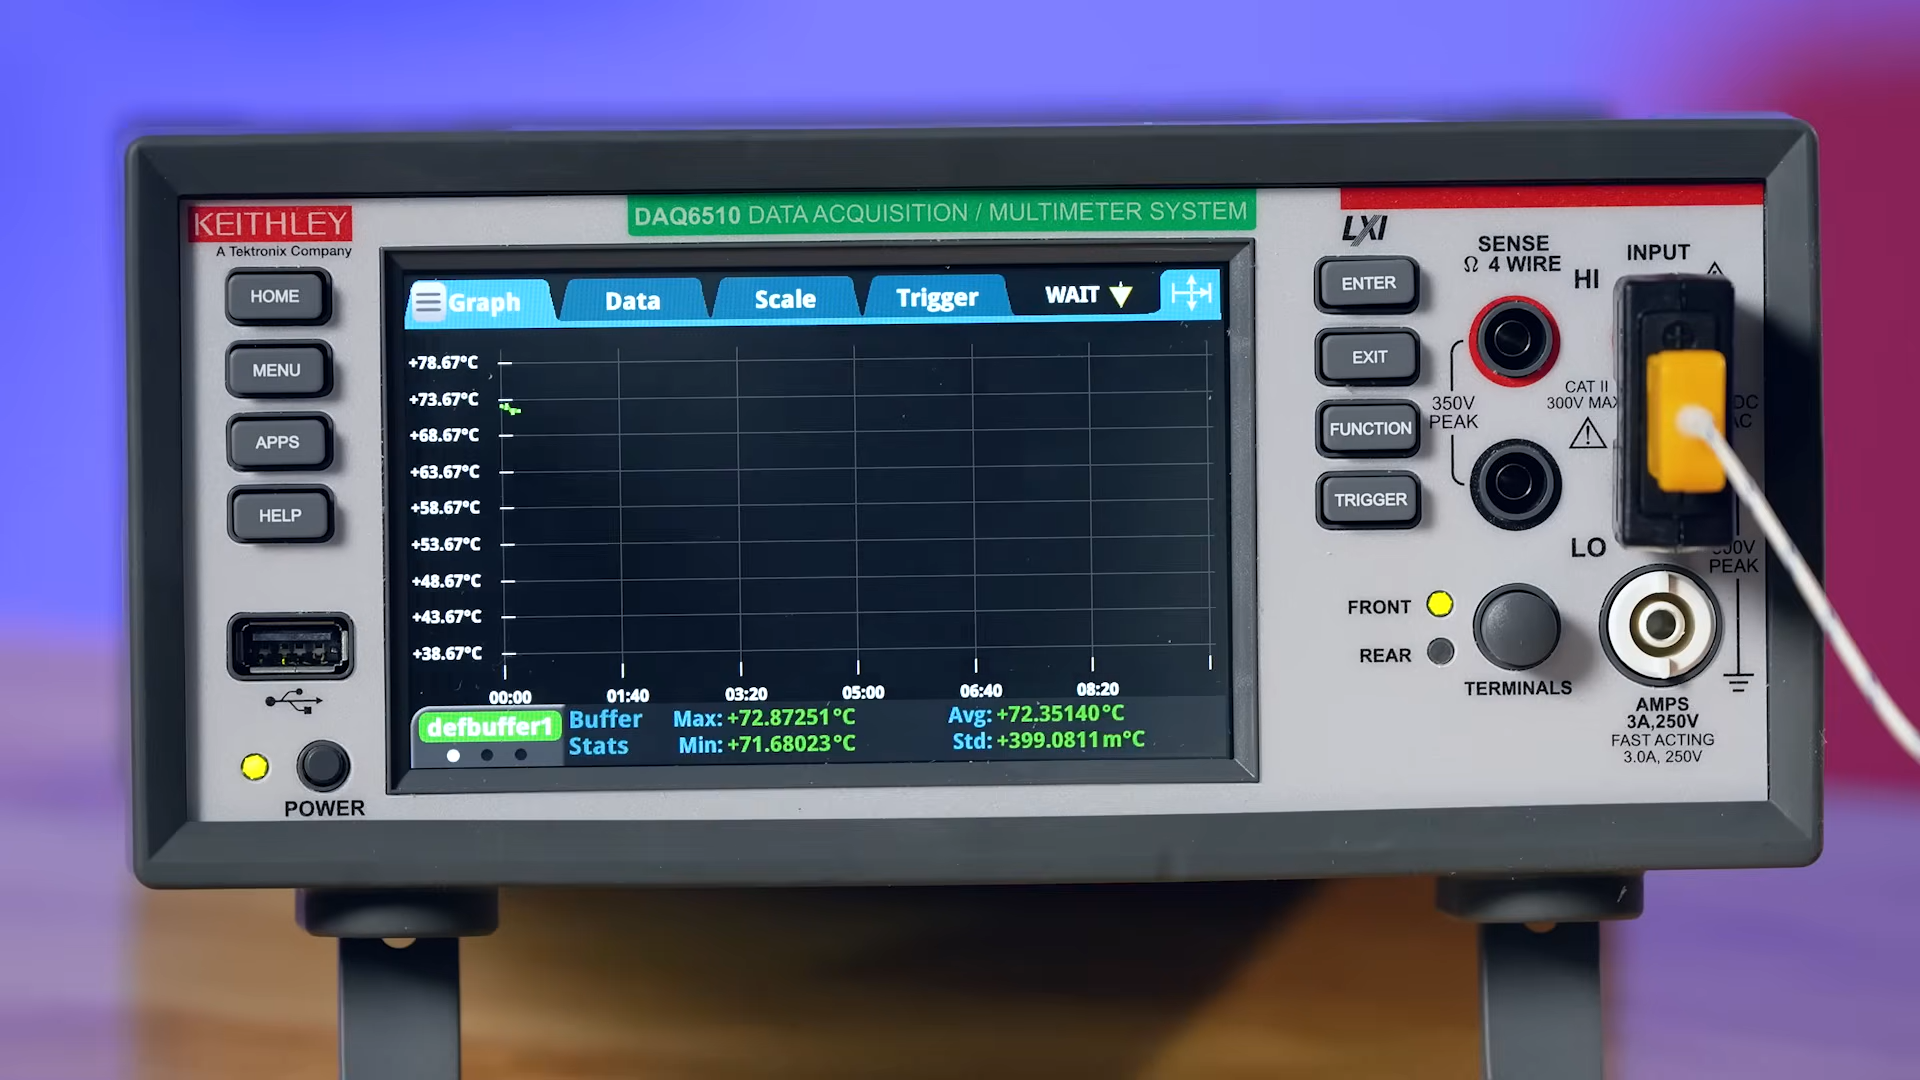 KEITHLEY
A Tektronix Company
DAQ6510 DATA ACQUISITION / MULTIMETER SYSTEM
LXI
HOME
MENU
APPS
HELP
POWER
Graph
Data
Scale
Trigger
WAIT
+78.67°C
+73.67°C
+68.67°C
+63.67°C
+58.67°C
+53.67°C
+48.67°C
+43.67°C
+38.67°C
00:00 01:40 03:20 05:00 06:40 08:20
defbuffer1
Buffer Stats
Max: +72.87251°C
Avg: +72.35140°C
Min: +71.68023°C
Std: +399.0811m°C
ENTER
EXIT
FUNCTION
TRIGGER
SENSE
Ω 4 WIRE
INPUT
HI
350V
PEAK
CAT II
300V MAX
LO
PEAK
FRONT
REAR
TERMINALS
AMPS
3A,250V
FAST ACTING
3.0A, 250V